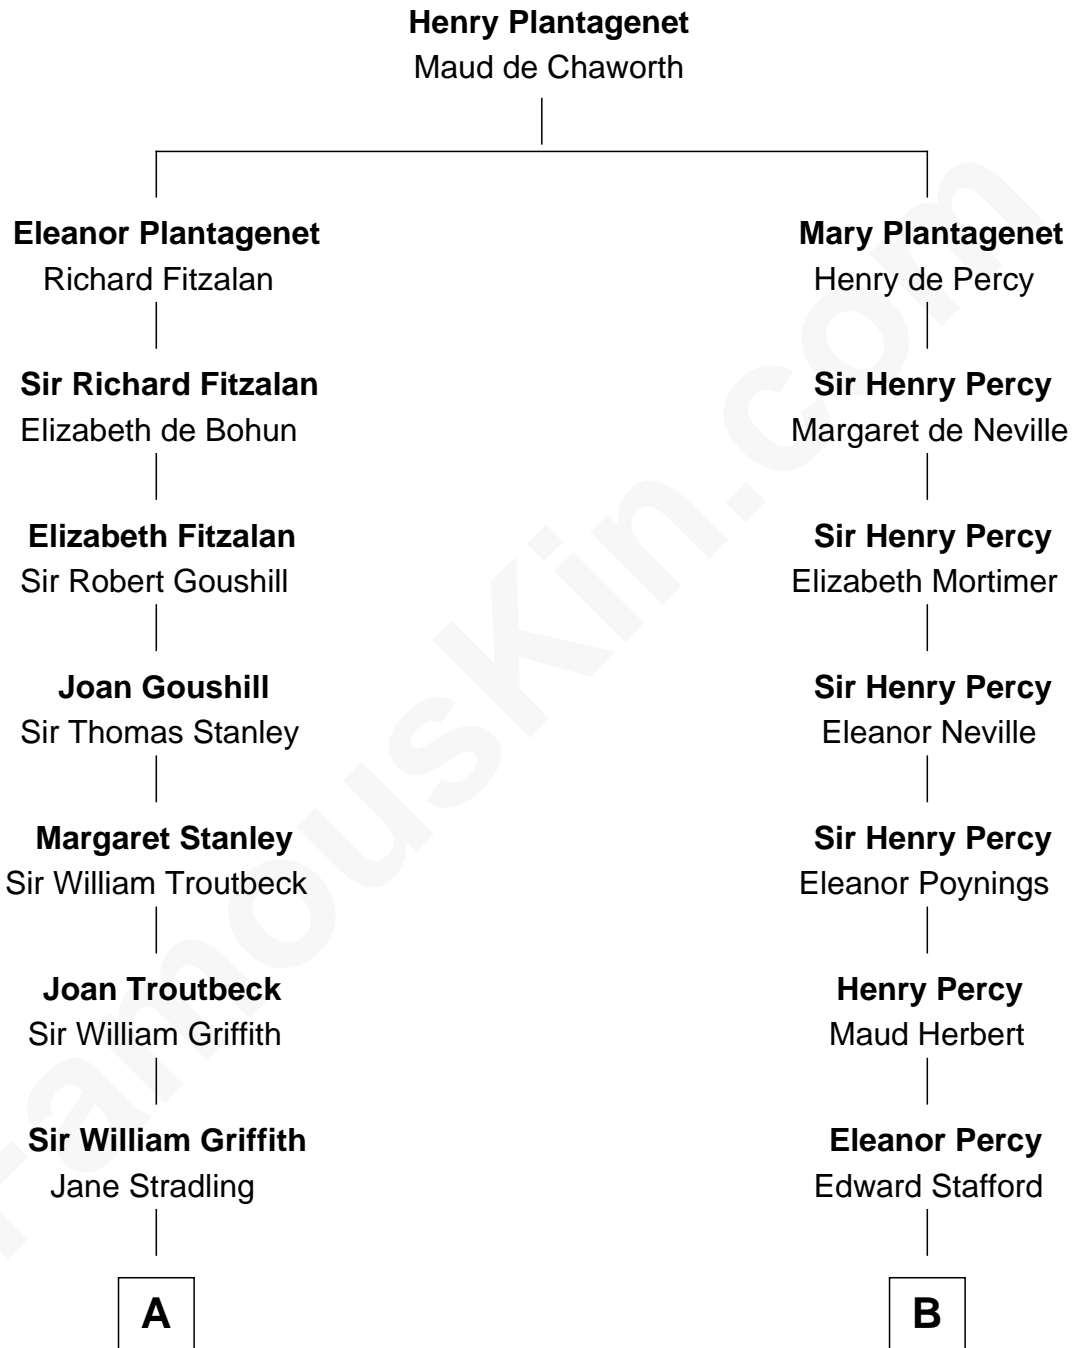 Henry Plantagenet
Maud de Chaworth
Eleanor Plantagenet
Richard Fitzalan
Sir Richard Fitzalan
Elizabeth de Bohun
Elizabeth Fitzalan
Sir Robert Goushill
Joan Goushill
Sir Thomas Stanley
Margaret Stanley
Sir William Troutbeck
Joan Troutbeck
Sir William Griffith
Sir William Griffith
Jane Stradling
A
Mary Plantagenet
Henry de Percy
Sir Henry Percy
Margaret de Neville
Sir Henry Percy
Elizabeth Mortimer
Sir Henry Percy
Eleanor Neville
Sir Henry Percy
Eleanor Poynings
Henry Percy
Maud Herbert
Eleanor Percy
Edward Stafford
B
FamousKin.com